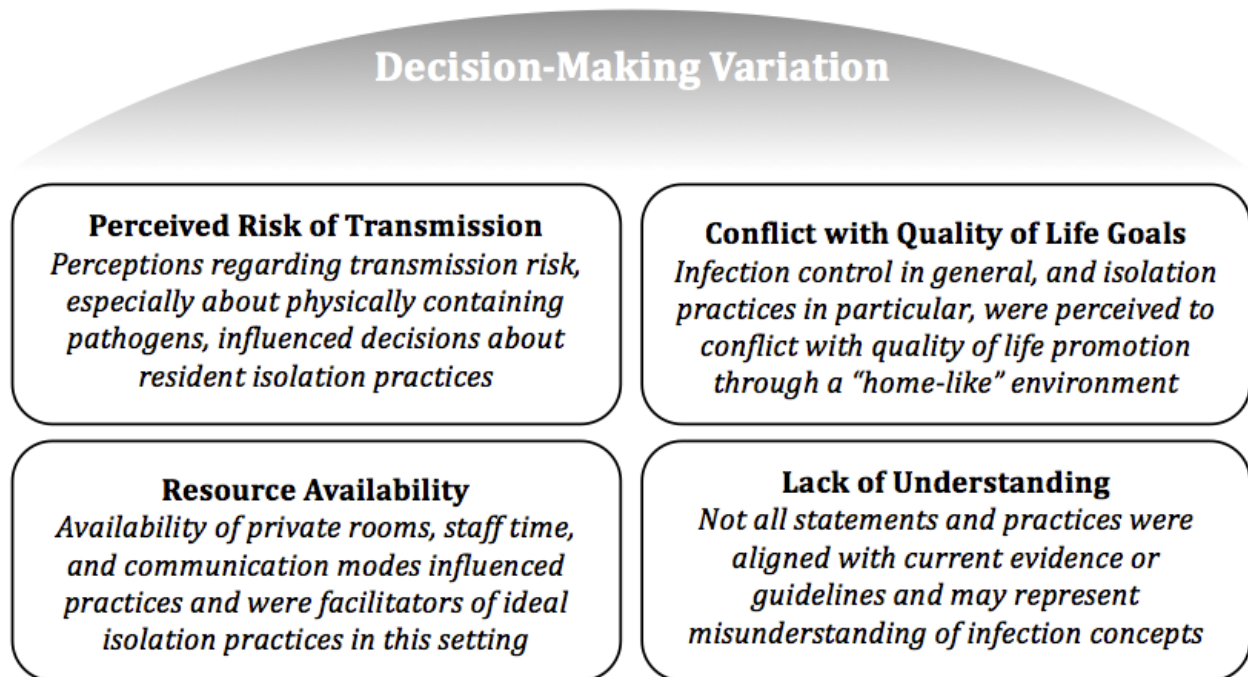 Decision-Making Variation
Perceived Risk of Transmission
Perceptions regarding transmission risk,
especially about physically containing
pathogens, influenced decisions about
resident isolation practices
Conflict with Quality of Life Goals
Infection control in general, and isolation
practices in particular, were perceived to
conflict with quality of life promotion
through a “home-like” environment
Resource Availability
Availability of private rooms, staff time,
and communication modes influenced
practices and were facilitators of ideal
isolation practices in this setting
Lack of Understanding
Not all statements and practices were
aligned with current evidence or
guidelines and may represent
misunderstanding of infection concepts